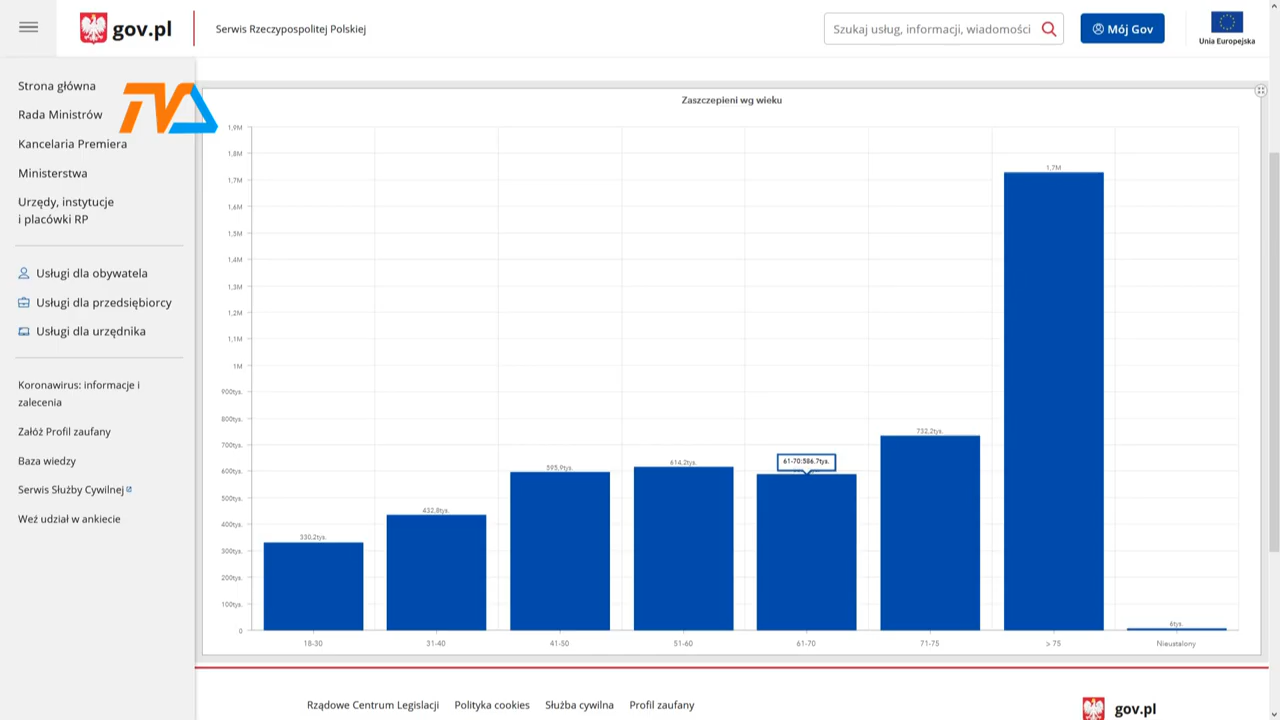 gov.pl
Serwis Rzeczypospolitej Polskiej
Szukaj usług, informacji, wiadomości
Mój Gov
Unia Europejska
Strona główna
Rada Ministrów
Kancelaria Premiera
Ministerstwa
Urzędy, instytucje
i placówki RP
Usługi dla obywatela
Usługi dla przedsiębiorcy
Usługi dla urzędnika
Koronawirus: informacje i
zalecenia
Załóż Profil zaufany
Baza wiedzy
Serwis Służby Cywilnej
Weź udział w ankiecie
TVA
Zaszczepieni wg wieku
1,9M
1,8M
1,7M
1,6M
1,5M
1,4M
1,3M
1,2M
1,1M
1M
900tys.
800tys.
700tys.
600tys.
500tys.
400tys.
300tys.
200tys.
100tys.
0
330,2tys.
432,8tys.
595,9tys.
614,2tys.
61-70:586.7tys.
732,2tys.
1,7M
6tys.
18-30
31-40
41-50
51-60
61-70
71-75
> 75
Nieustalony
Rządowe Centrum Legislacji
Polityka cookies
Służba cywilna
Profil zaufany
gov.pl